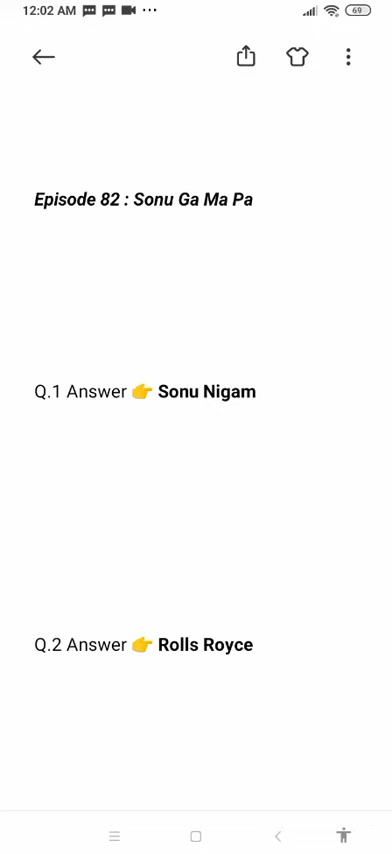 12:02 AM
69
Episode 82 : Sonu Ga Ma Pa
Q.1 Answer 👉 Sonu Nigam
Q.2 Answer 👉 Rolls Royce